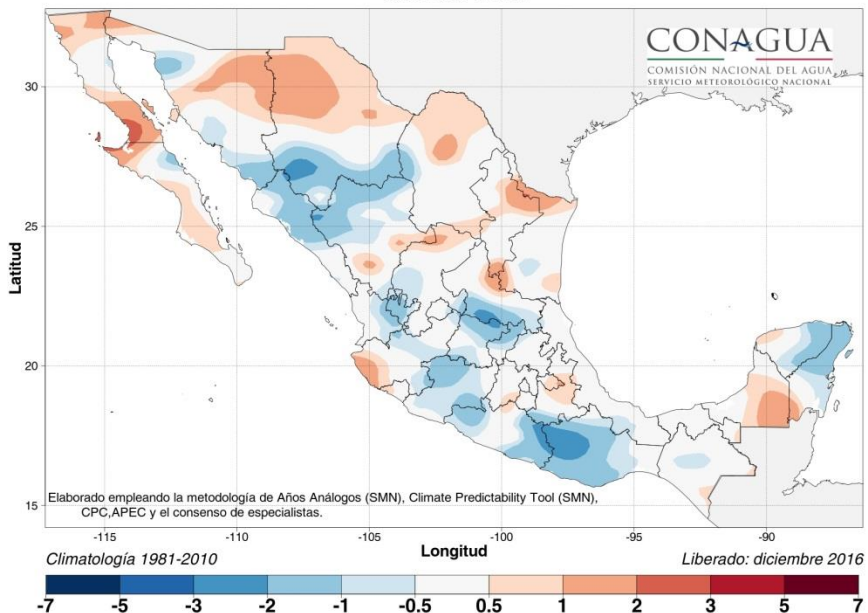 CONAGUA
COMISIÓN NACIONAL DEL AGUA
SERVICIO METEOROLÓGICO NACIONAL
30
25
20
15
Latitud
Elaborado empleando la metodología de Años Análogos (SMN), Climate Predictability Tool (SMN),
CPC,APEC y el consenso de especialistas.
-115 -110 -105 -100 -95 -90
Climatología 1981-2010 Longitud Liberado: diciembre 2016
-7 -5 -3 -2 -1 -0.5 0.5 1 2 3 5 7